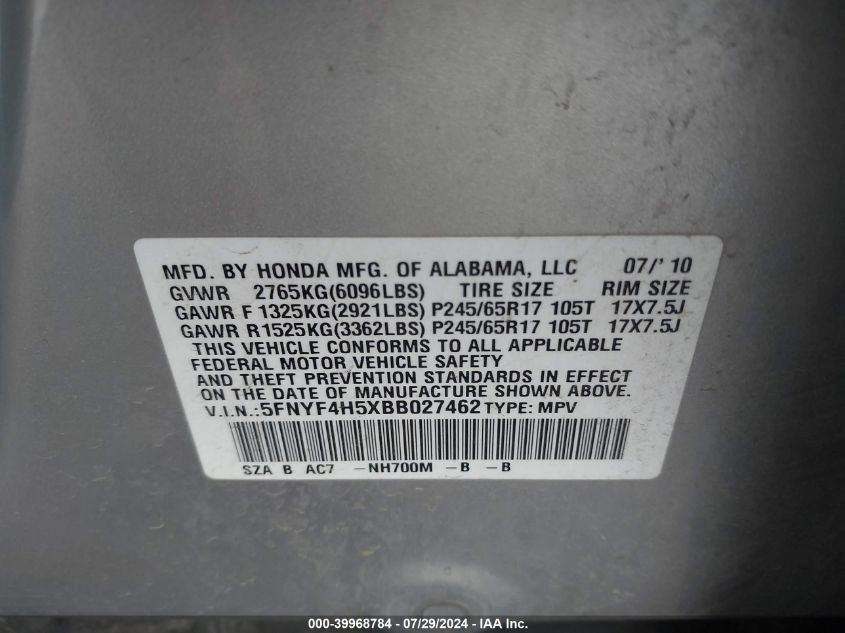 MFD. BY HONDA MFG. OF ALABAMA, LLC 07/' 10
GVWR 2765KG(6096LBS) TIRE SIZE RIM SIZE
GAWR F 1325KG(2921LBS) P245/65R17 105T 17X7.5J
GAWR R1525KG(3362LBS) P245/65R17 105T 17X7.5J
THIS VEHICLE CONFORMS TO ALL APPLICABLE
FEDERAL MOTOR VEHICLE SAFETY
AND THEFT PREVENTION STANDARDS IN EFFECT
ON THE DATE OF MANUFACTURE SHOWN ABOVE.
V.I.N.:5FNYF4H5XBB027462 TYPE: MPV
SZA B AC7 -NH700M -B -B
000-39968784 - 07/29/2024 - IAA Inc.